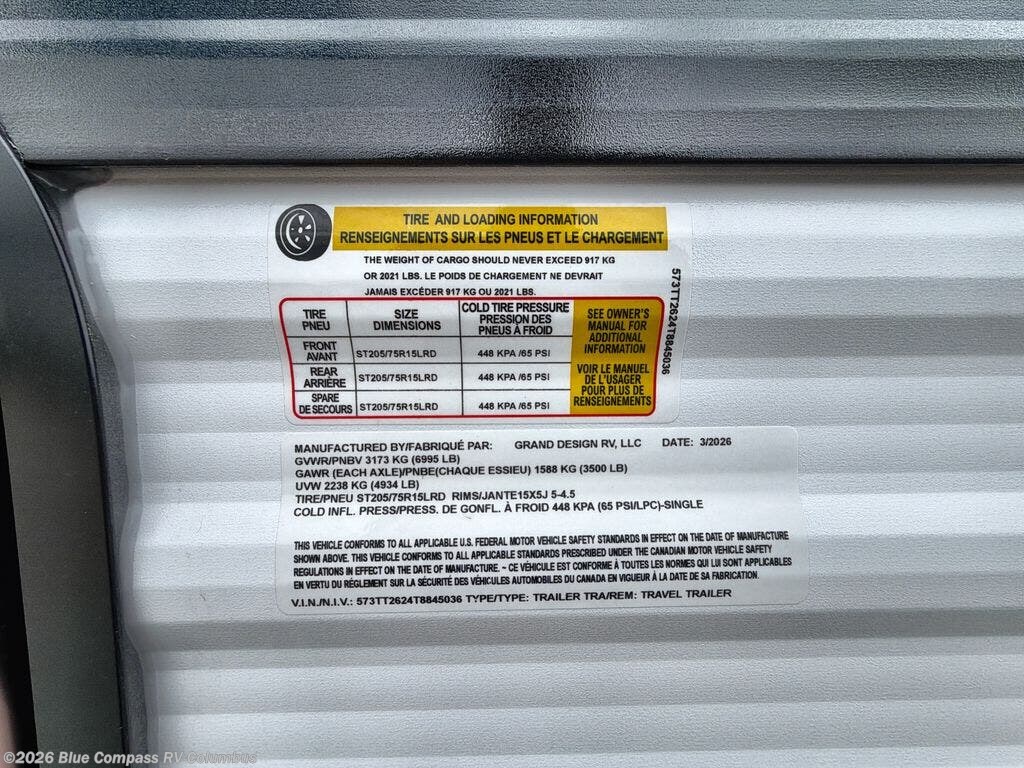 TIRE AND LOADING INFORMATION
RENSEIGNEMENTS SUR LES PNEUS ET LE CHARGEMENT
THE WEIGHT OF CARGO SHOULD NEVER EXCEED 917 KG
OR 2021 LBS. LE POIDS DE CHARGEMENT NE DEVRAIT
JAMAIS EXCÉDER 917 KG OU 2021 LBS.
TIRE
PNEU
SIZE
DIMENSIONS
COLD TIRE PRESSURE
PRESSION DES
PNEUS À FROID
SEE OWNER'S
MANUAL FOR
ADDITIONAL
INFORMATION
VOIR LE MANUEL
DE L'USAGER
POUR PLUS DE
RENSEIGNEMENTS
FRONT
AVANT
ST205/75R15LRD
448 KPA /65 PSI
REAR
ARRIÈRE
ST205/75R15LRD
448 KPA /65 PSI
SPARE
DE SECOURS
ST205/75R15LRD
448 KPA /65 PSI
573TT2624T8845036
MANUFACTURED BY/FABRIQUÉ PAR: GRAND DESIGN RV, LLC DATE: 3/2026
GVWR/PNBV 3173 KG (6995 LB)
GAWR (EACH AXLE)/PNBE(CHAQUE ESSIEU) 1588 KG (3500 LB)
UVW 2238 KG (4934 LB)
TIRE/PNEU ST205/75R15LRD RIMS/JANTE15X5J 5-4.5
COLD INFL. PRESS/PRESS. DE GONFL. À FROID 448 KPA (65 PSI/LPC)-SINGLE
THIS VEHICLE CONFORMS TO ALL APPLICABLE U.S. FEDERAL MOTOR VEHICLE SAFETY STANDARDS IN EFFECT ON THE DATE OF MANUFACTURE
SHOWN ABOVE. THIS VEHICLE CONFORMS TO ALL APPLICABLE STANDARDS PRESCRIBED UNDER THE CANADIAN MOTOR VEHICLE SAFETY
REGULATIONS IN EFFECT ON THE DATE OF MANUFACTURE. ~ CE VÉHICULE EST CONFORME À TOUTES LES NORMES QUI LUI SONT APPLICABLES
EN VERTU DU RÉGLEMENT SUR LA SÉCURITÉ DES VÉHICULES AUTOMOBILES DU CANADA EN VIGUEUR À LA DATE DE SA FABRICATION.
V.I.N./N.I.V.: 573TT2624T8845036 TYPE/TYPE: TRAILER TRA/REM: TRAVEL TRAILER
©2026 Blue Compass RV Columbus